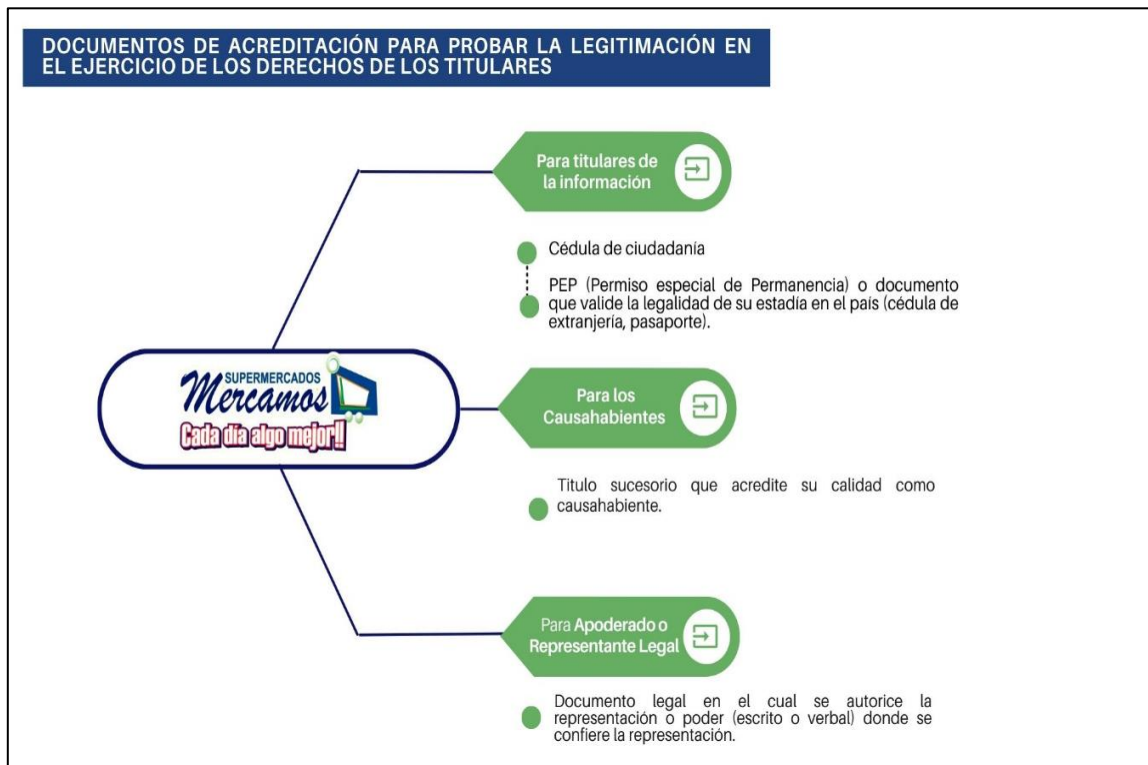 DOCUMENTOS DE ACREDITACIÓN PARA PROBAR LA LEGITIMACIÓN EN
EL EJERCICIO DE LOS DERECHOS DE LOS TITULARES
Para titulares de
la información
Cédula de ciudadanía
PEP (Permiso especial de Permanencia) o documento
que valide la legalidad de su estadía en el país (cédula de
extranjería, pasaporte).
SUPERMERCADOS
Mercamos
Cada día algo mejor!!
Para los
Causahabientes
Titulo sucesorio que acredite su calidad como
causahabiente.
Para Apoderado o
Representante Legal
Documento legal en el cual se autorice la
representación o poder (escrito o verbal) donde se
confiere la representación.